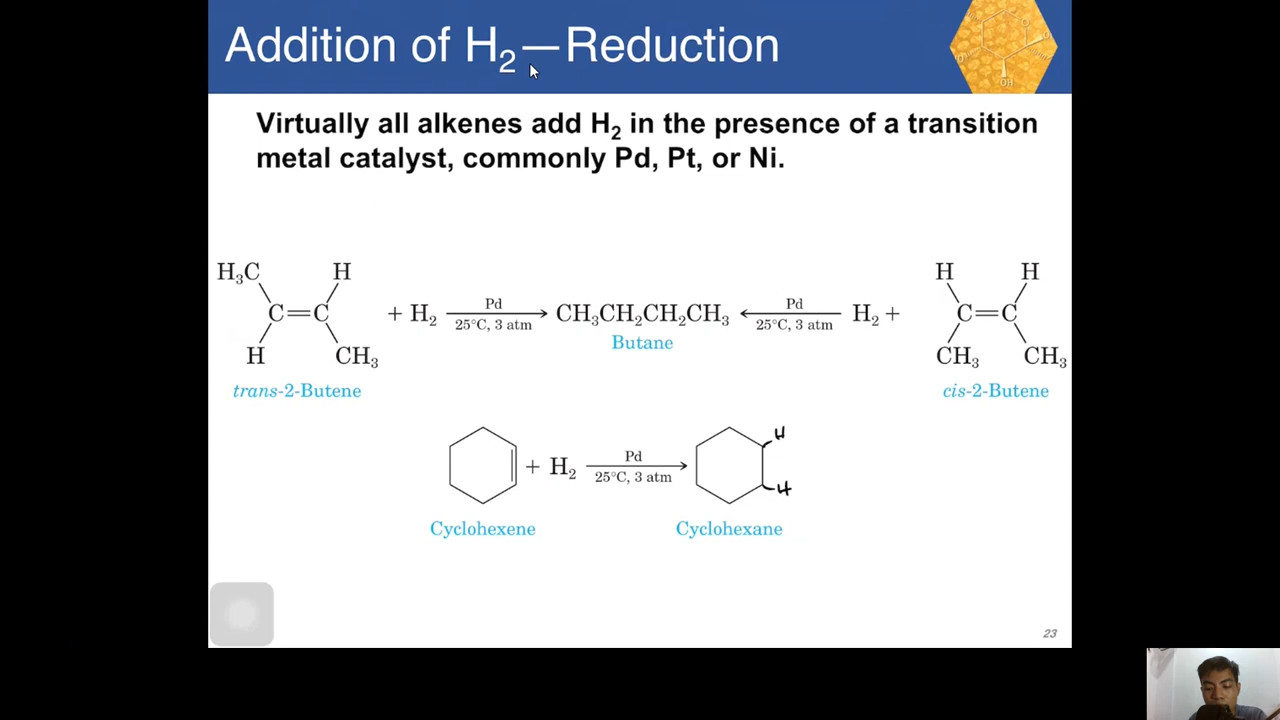 Addition of H₂—Reduction
Virtually all alkenes add H₂ in the presence of a transition
metal catalyst, commonly Pd, Pt, or Ni.
H₃C H
C=C
H CH₃
trans-2-Butene
+ H₂
Pd
25°C, 3 atm
CH₃CH₂CH₂CH₃
Butane
Pd
25°C, 3 atm
H₂ +
H H
C=C
CH₃ CH₃
cis-2-Butene
Cyclohexene
+ H₂
Pd
25°C, 3 atm
H
H
Cyclohexane
23
O
OH